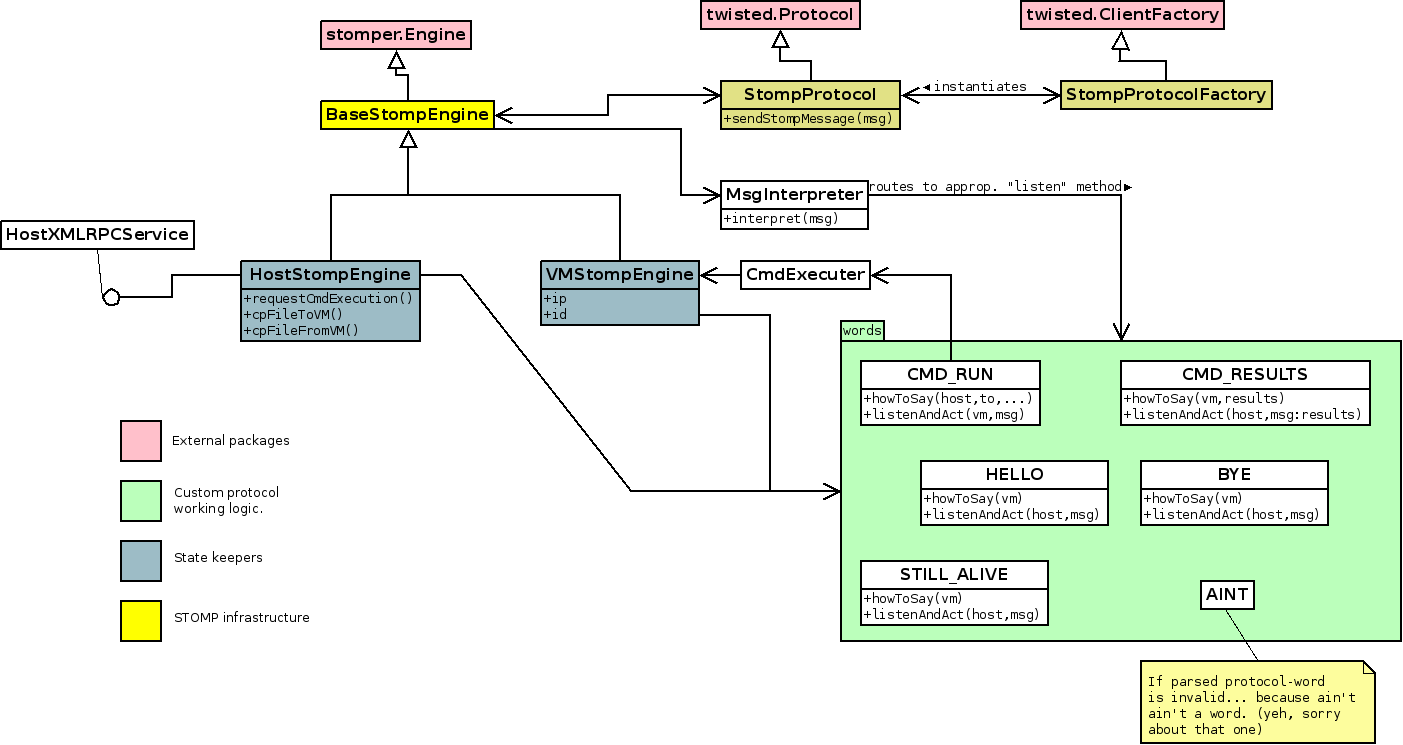 twisted.Protocol
twisted.ClientFactory
stomper.Engine
StompProtocol
+sendStompMessage(msg)
◄ instantiates
StompProtocolFactory
BaseStompEngine
MsgInterpreter
+interpret(msg)
routes to approp. "listen" method►
HostXMLRPCService
HostStompEngine
+requestCmdExecution()
+cpFileToVM()
+cpFileFromVM()
VMStompEngine
+ip
+id
CmdExecuter
words
CMD_RUN
+howToSay(host,to,...)
+listenAndAct(vm,msg)
CMD_RESULTS
+howToSay(vm,results)
+listenAndAct(host,msg:results)
HELLO
+howToSay(vm)
+listenAndAct(host,msg)
BYE
+howToSay(vm)
+listenAndAct(host,msg)
STILL_ALIVE
+howToSay(vm)
+listenAndAct(host,msg)
AINT
If parsed protocol-word
is invalid... because ain't
ain't a word. (yeh, sorry
about that one)
External packages
Custom protocol
working logic.
State keepers
STOMP infrastructure